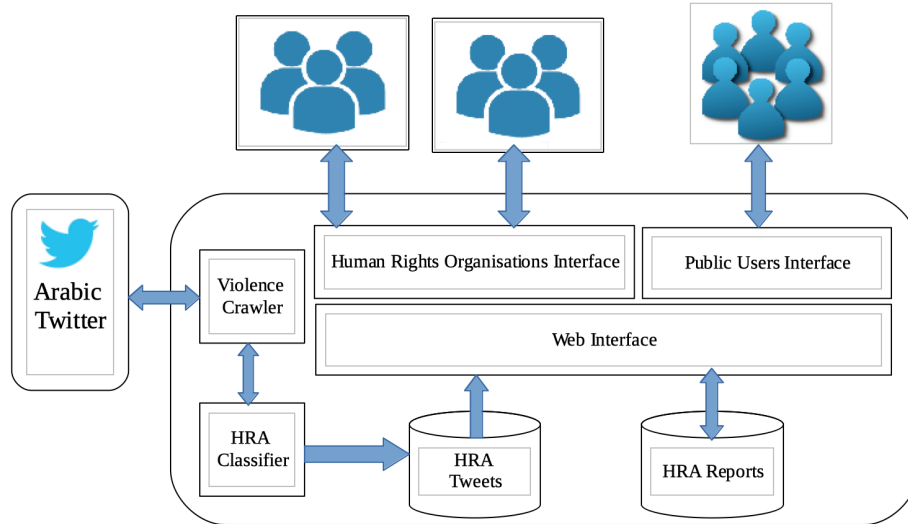 Arabic
Twitter
Violence
Crawler
Human Rights Organisations Interface
Public Users Interface
Web Interface
HRA
Classifier
HRA
Tweets
HRA Reports